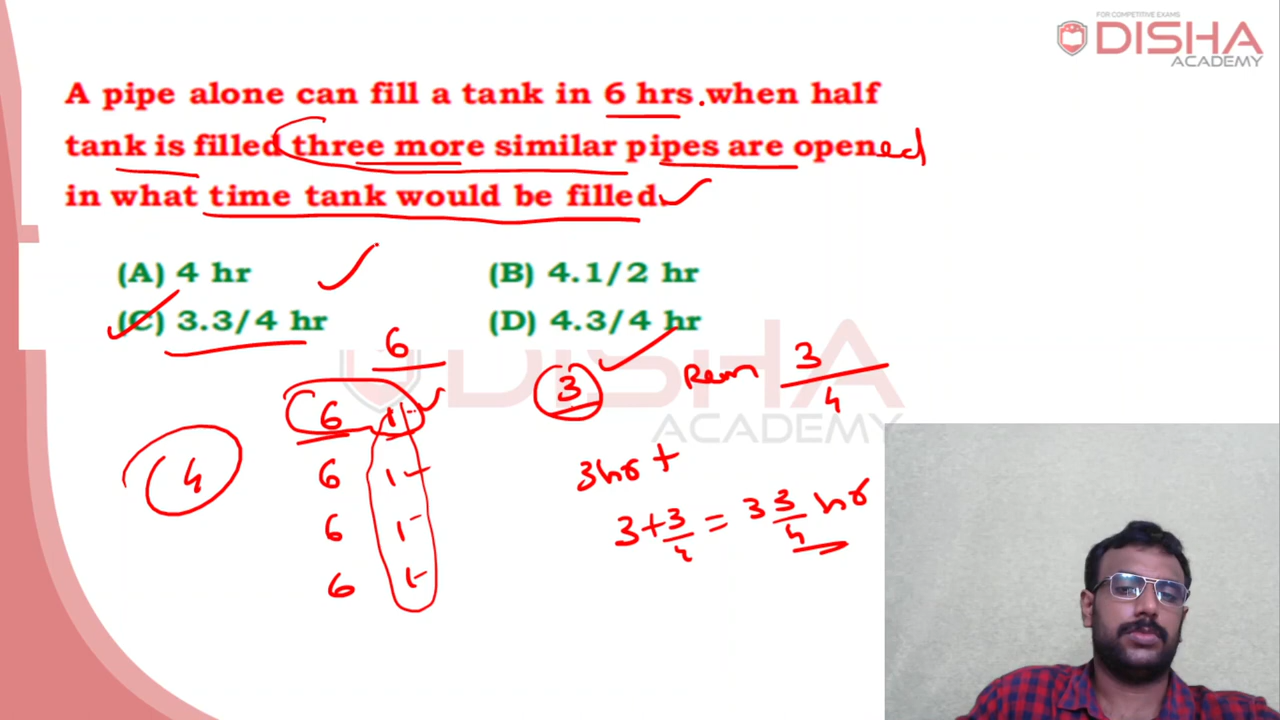 FOR COMPETITIVE EXAMS
DISHA
ACADEMY
A pipe alone can fill a tank in 6 hrs.when half
tank is filled three more similar pipes are opened
in what time tank would be filled.
(A) 4 hr
(B) 4.1/2 hr
(C) 3.3/4 hr
(D) 4.3/4 hr
DISHA
ACADEMY
6
6 1
6 1
6 1
6 1
4
3
Rem 3/4
3hr +
3+3/4 = 3 3/4 hr